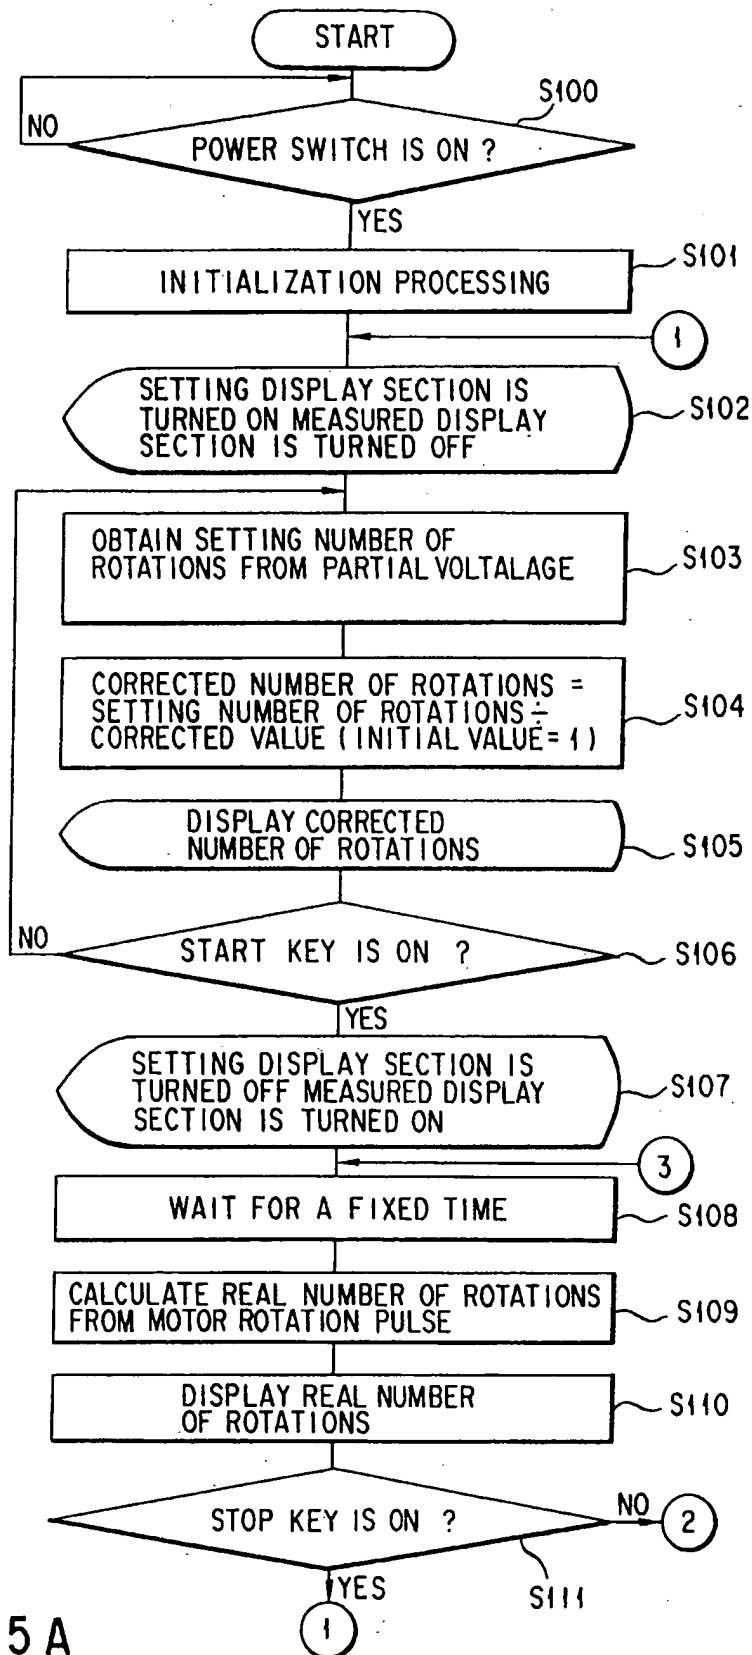 START
S100
NO
POWER SWITCH IS ON ?
YES
S101
INITIALIZATION PROCESSING
1
SETTING DISPLAY SECTION IS
TURNED ON MEASURED DISPLAY
SECTION IS TURNED OFF
S102
OBTAIN SETTING NUMBER OF
ROTATIONS FROM PARTIAL VOLTALAGE
S103
CORRECTED NUMBER OF ROTATIONS =
SETTING NUMBER OF ROTATIONS ÷
CORRECTED VALUE (INITIAL VALUE = 1)
S104
DISPLAY CORRECTED
NUMBER OF ROTATIONS
S105
NO
START KEY IS ON ?
S106
YES
SETTING DISPLAY SECTION IS
TURNED OFF MEASURED DISPLAY
SECTION IS TURNED ON
S107
3
WAIT FOR A FIXED TIME
S108
CALCULATE REAL NUMBER OF ROTATIONS
FROM MOTOR ROTATION PULSE
S109
DISPLAY REAL NUMBER
OF ROTATIONS
S110
STOP KEY IS ON ?
NO
2
S111
YES
1
5 A